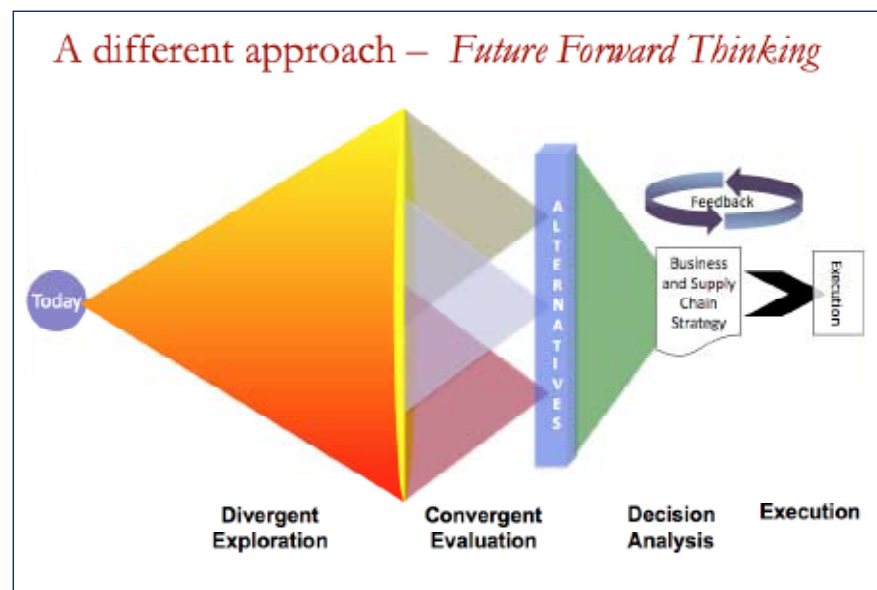 A different approach – Future Forward Thinking
Today
ALTERNATIVES
Feedback
Business
and Supply
Chain
Strategy
Execution
Divergent
Exploration
Convergent
Evaluation
Decision
Analysis
Execution